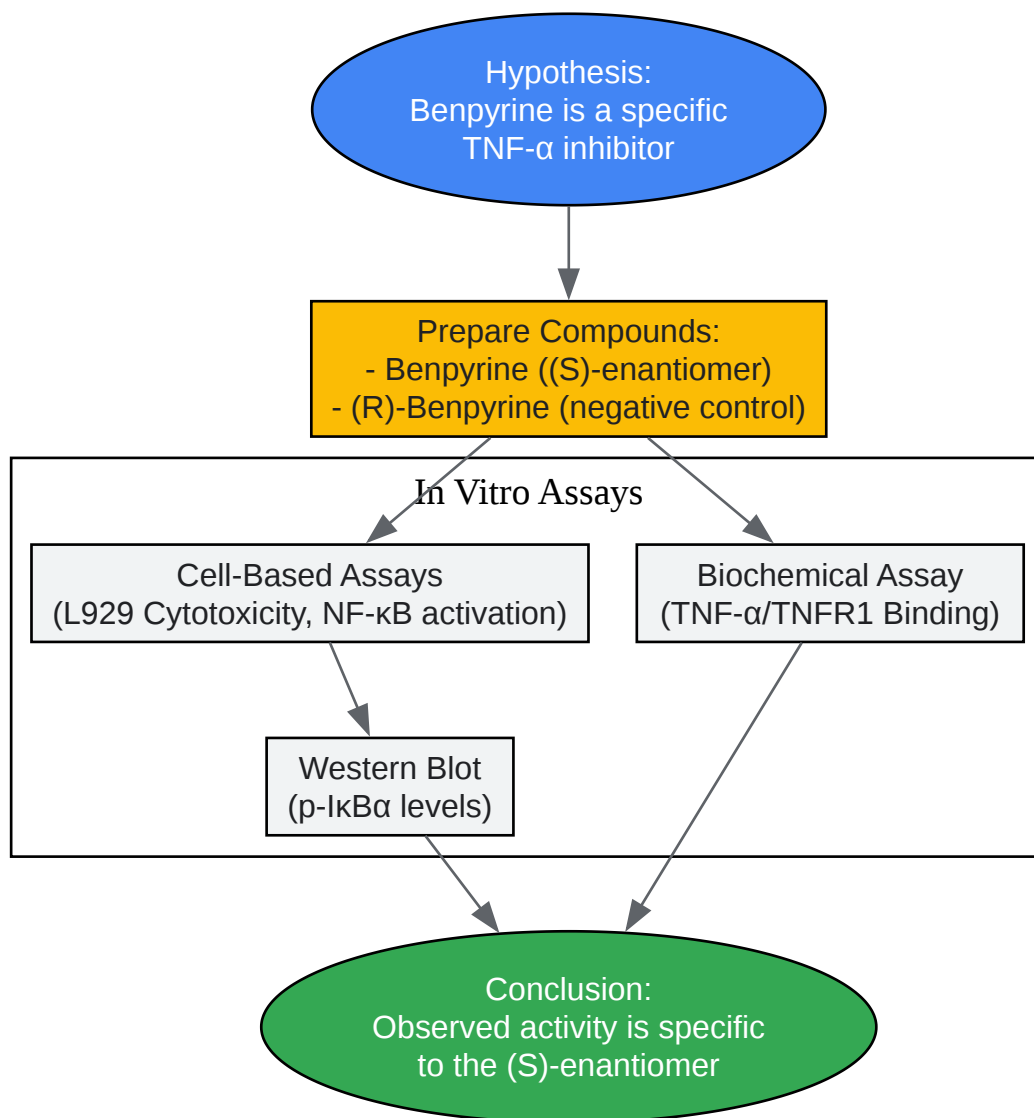 Hypothesis:
Benpyrine is a specific
TNF-α inhibitor
Prepare Compounds:
- Benpyrine ((S)-enantiomer)
- (R)-Benpyrine (negative control)
In Vitro Assays
Cell-Based Assays
(L929 Cytotoxicity, NF-κB activation)
Biochemical Assay
(TNF-α/TNFR1 Binding)
Western Blot
(p-IκBα levels)
Conclusion:
Observed activity is specific
to the (S)-enantiomer